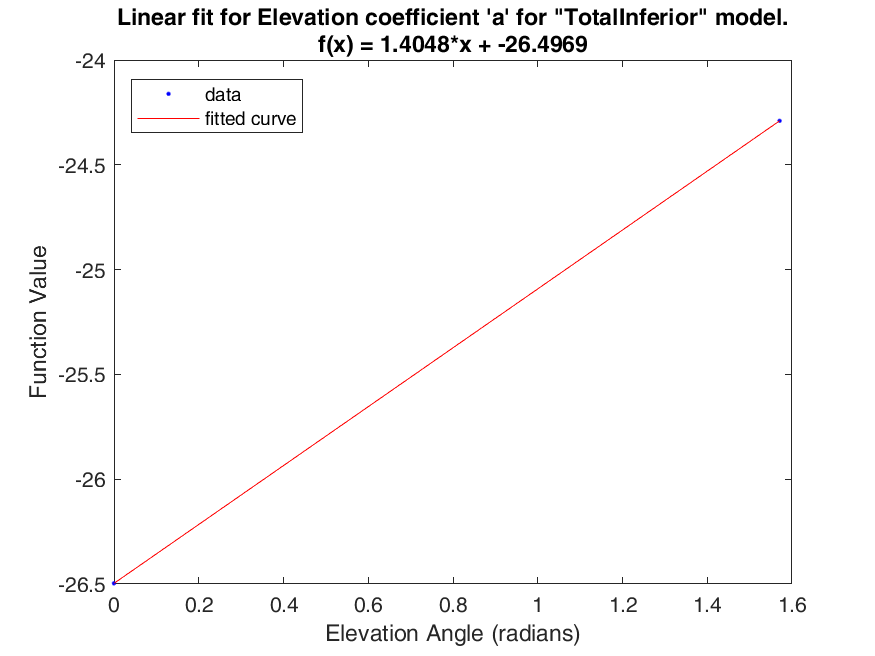 Linear fit for Elevation coefficient 'a' for "TotalInferior" model.
f(x) = 1.4048*x + -26.4969
-24
data
fitted curve
-24.5
-25
Function Value
-25.5
-26
-26.5
0 0.2 0.4 0.6 0.8 1 1.2 1.4 1.6
Elevation Angle (radians)